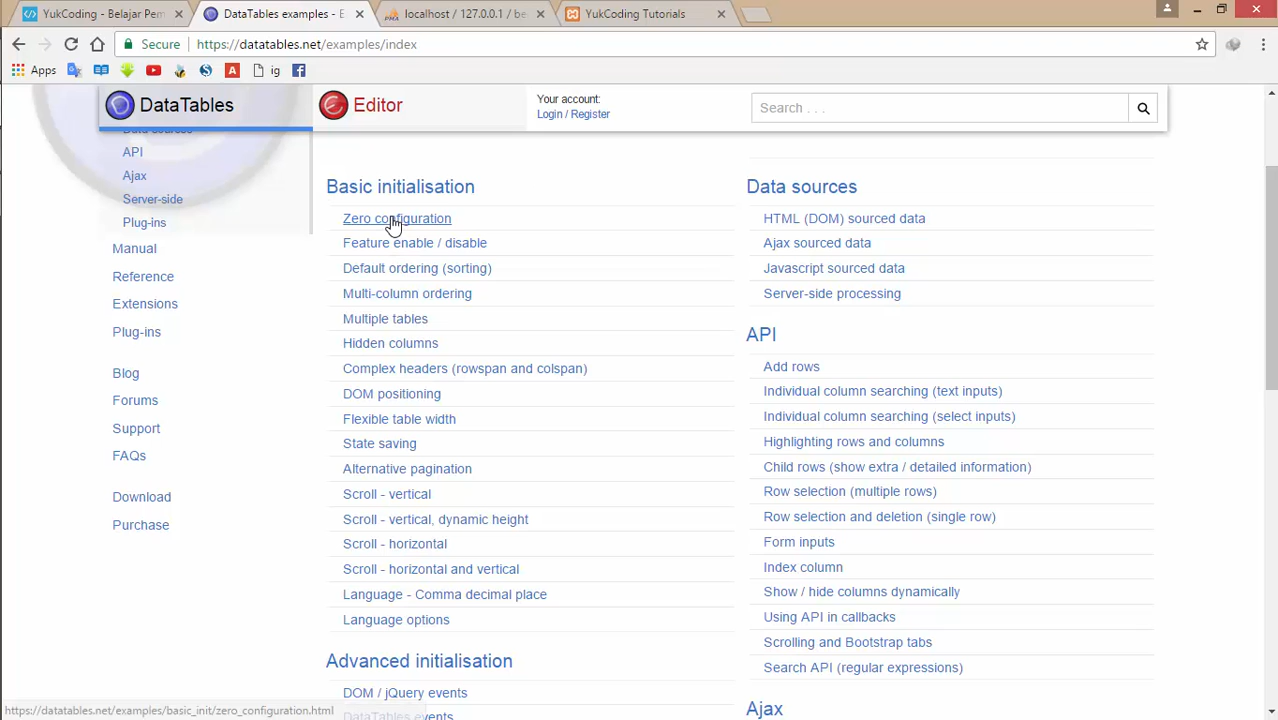 YukCoding - Belajar Pem
DataTables examples - E
localhost / 127.0.0.1 / be
YukCoding Tutorials
Secure
https://datatables.net/examples/index
Apps
ig
DataTables
Editor
Your account:
Login / Register
Search . . .
Data sources
API
Ajax
Server-side
Plug-ins
Manual
Reference
Extensions
Plug-ins
Blog
Forums
Support
FAQs
Download
Purchase
Basic initialisation
Zero configuration
Feature enable / disable
Default ordering (sorting)
Multi-column ordering
Multiple tables
Hidden columns
Complex headers (rowspan and colspan)
DOM positioning
Flexible table width
State saving
Alternative pagination
Scroll - vertical
Scroll - vertical, dynamic height
Scroll - horizontal
Scroll - horizontal and vertical
Language - Comma decimal place
Language options
Advanced initialisation
DOM / jQuery events
DataTables events
Data sources
HTML (DOM) sourced data
Ajax sourced data
Javascript sourced data
Server-side processing
API
Add rows
Individual column searching (text inputs)
Individual column searching (select inputs)
Highlighting rows and columns
Child rows (show extra / detailed information)
Row selection (multiple rows)
Row selection and deletion (single row)
Form inputs
Index column
Show / hide columns dynamically
Using API in callbacks
Scrolling and Bootstrap tabs
Search API (regular expressions)
Ajax
https://datatables.net/examples/basic_init/zero_configuration.html